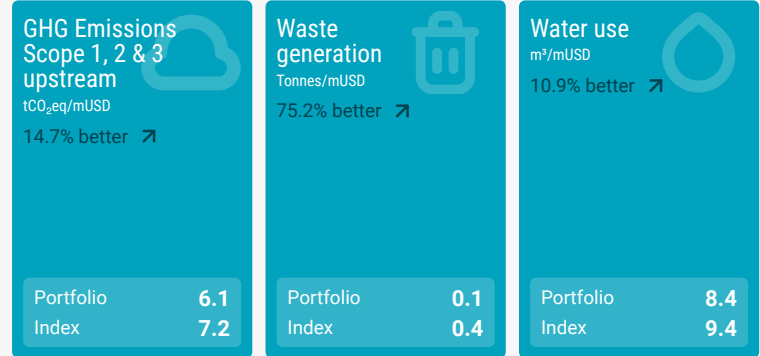 GHG Emissions
Scope 1, 2 & 3
upstream
tCO₂eq/mUSD
14.7% better
Portfolio 6.1
Index 7.2
Waste
generation
Tonnes/mUSD
75.2% better
Portfolio 0.1
Index 0.4
Water use
m³/mUSD
10.9% better
Portfolio 8.4
Index 9.4